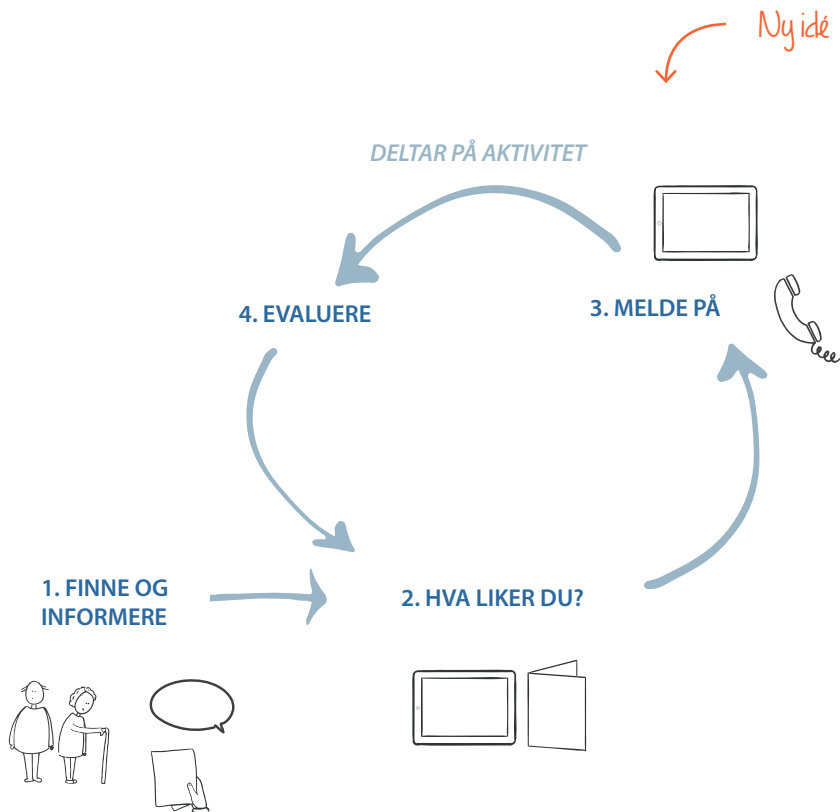 Ny idé
DELTAR PÅ AKTIVITET
4. EVALUERE
3. MELDE PÅ
1. FINNE OG
INFORMERE
2. HVA LIKER DU?